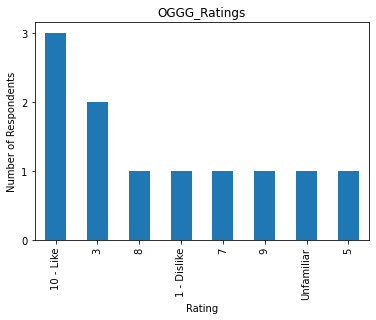 OGGG_Ratings
Number of Respondents
3
2
1
0
10 - Like
3
8
1 - Dislike
7
9
Unfamiliar
5
Rating